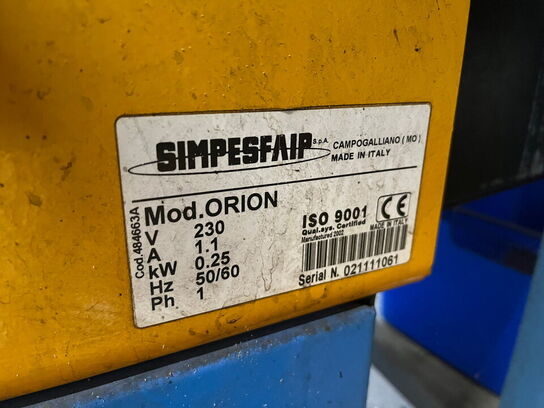 SIMPESFAIP S.p.A. CAMPOGALLIANO ( MO )
MADE IN ITALY
Cod.484663A
Mod.ORION
V 230
A 1.1
kW 0.25
Hz 50/60
Ph 1
ISO 9001 CE
Qual.sys. Certified
Manufactured 2002
MADE IN ITALY
Serial N. 021111061